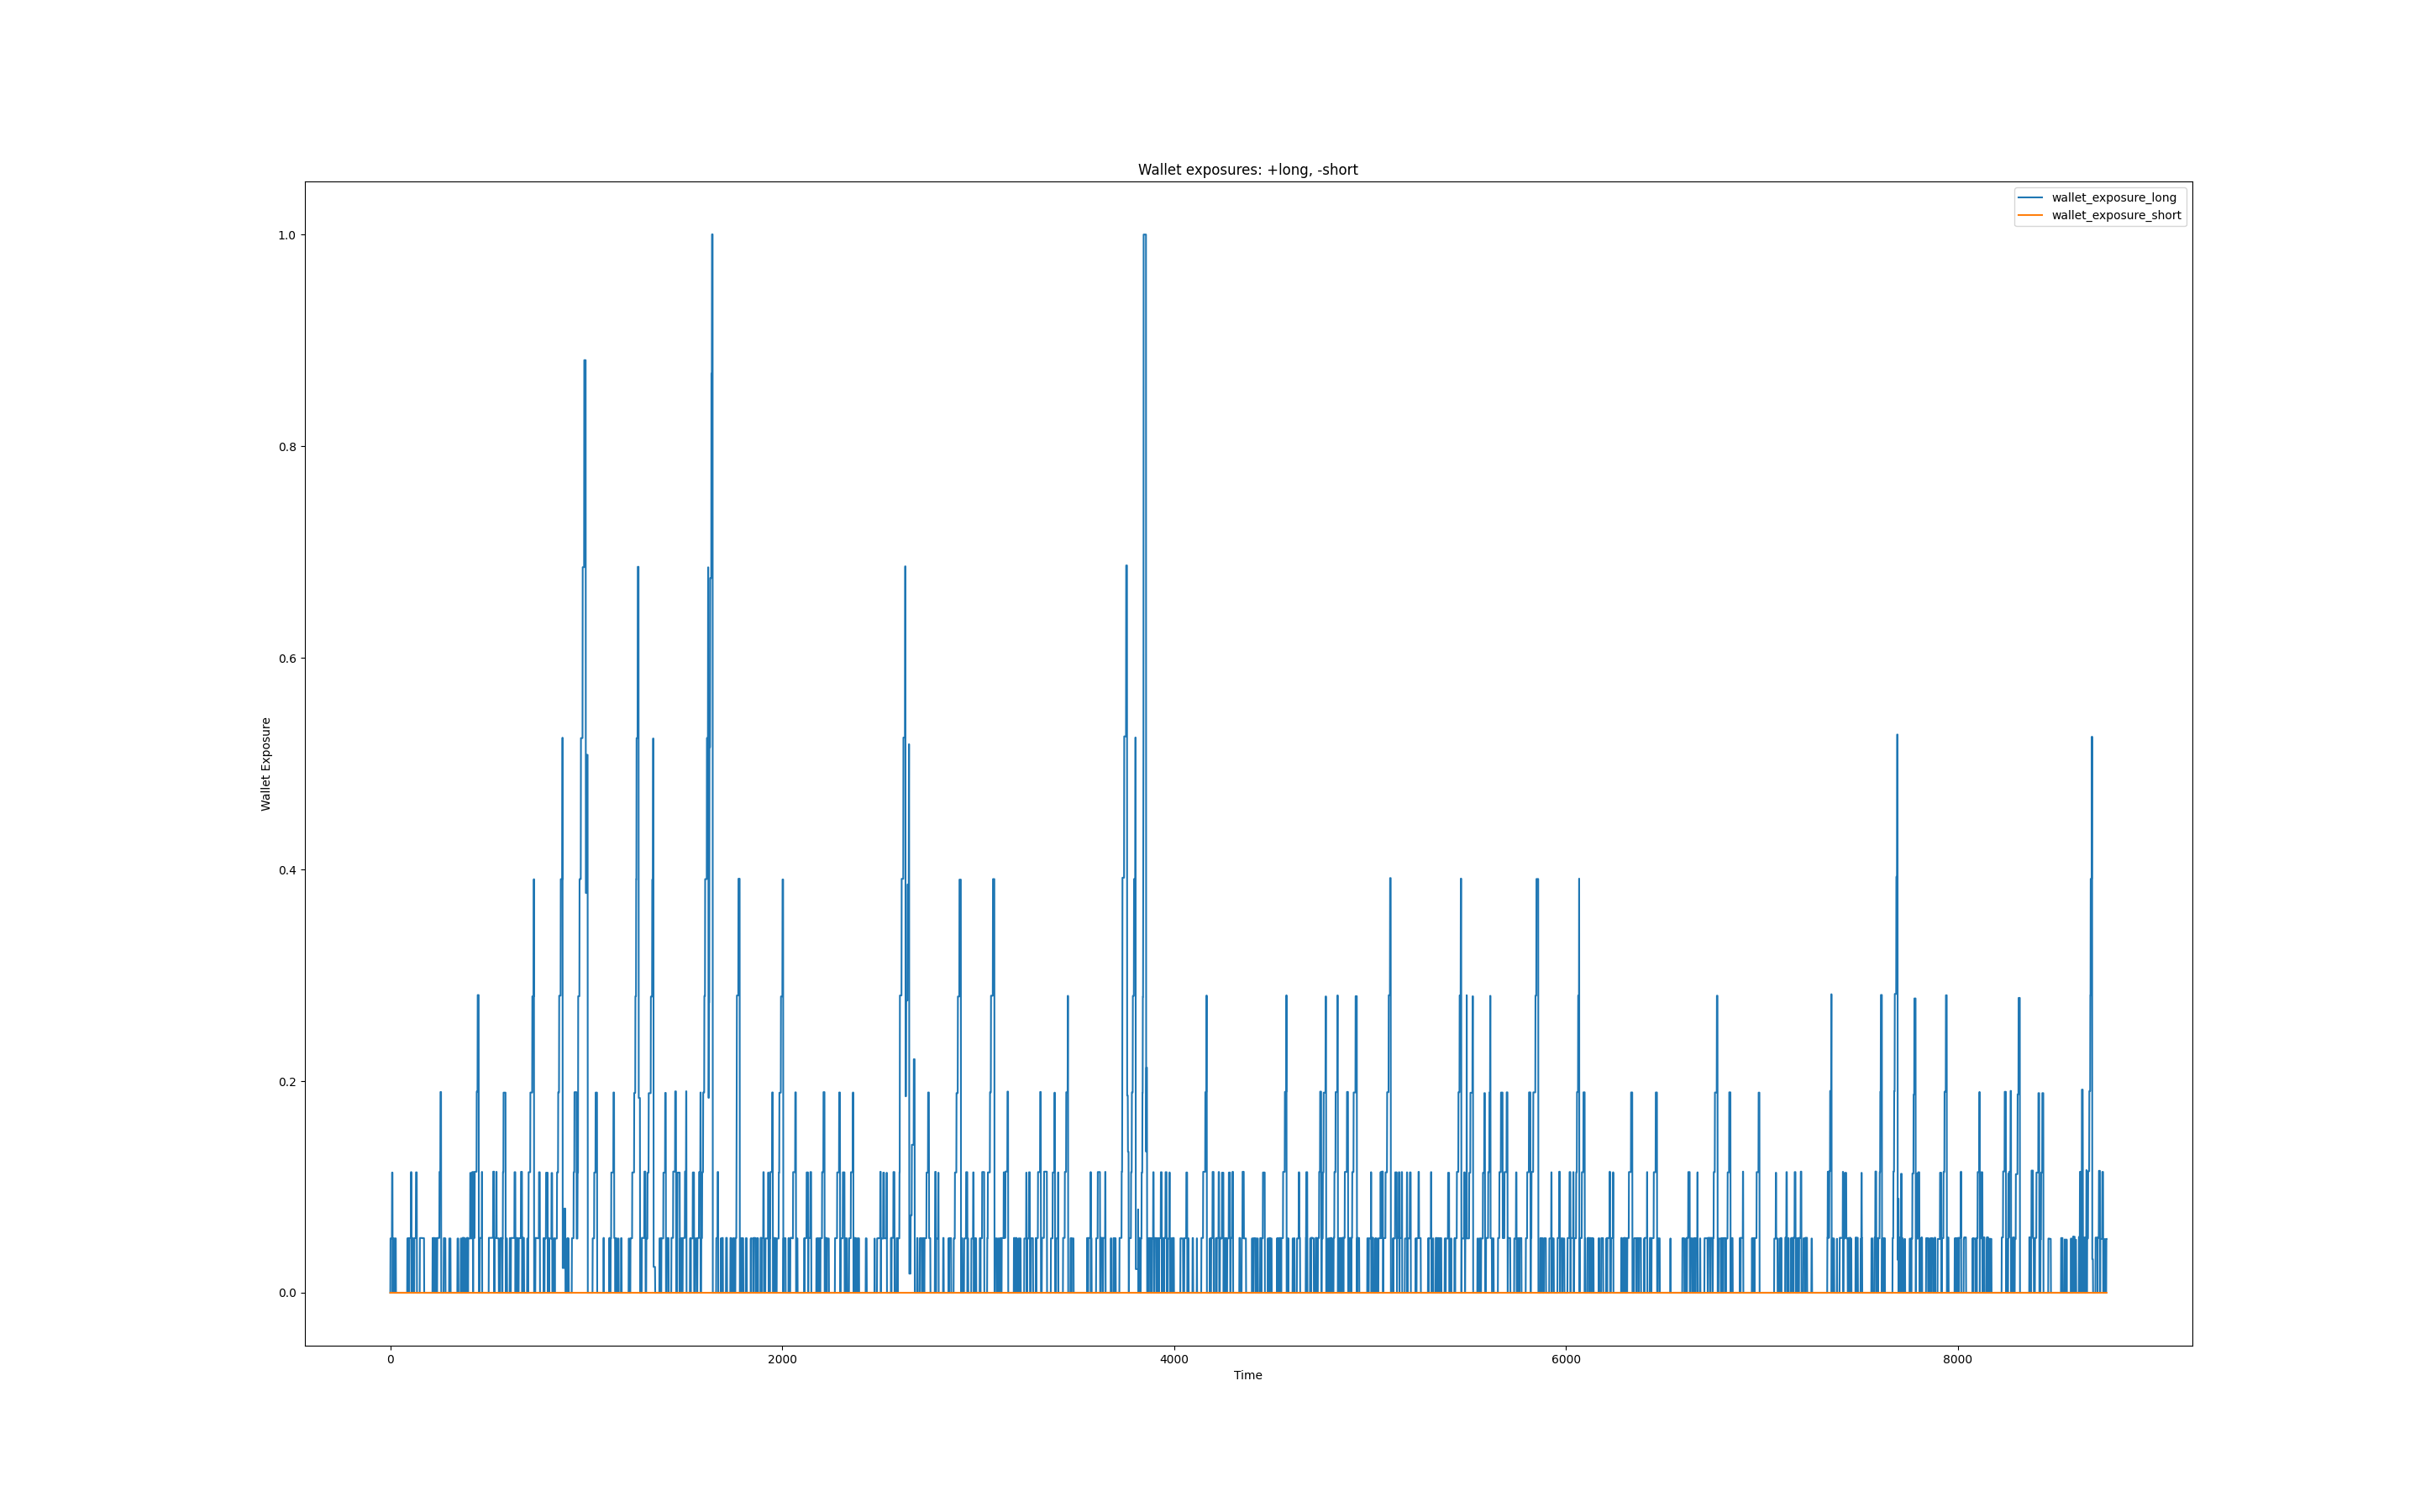 Wallet exposures: +long, -short
wallet_exposure_long
wallet_exposure_short
1.0
0.8
0.6
0.4
0.2
0.0
Wallet Exposure
0 2000 4000 6000 8000
Time